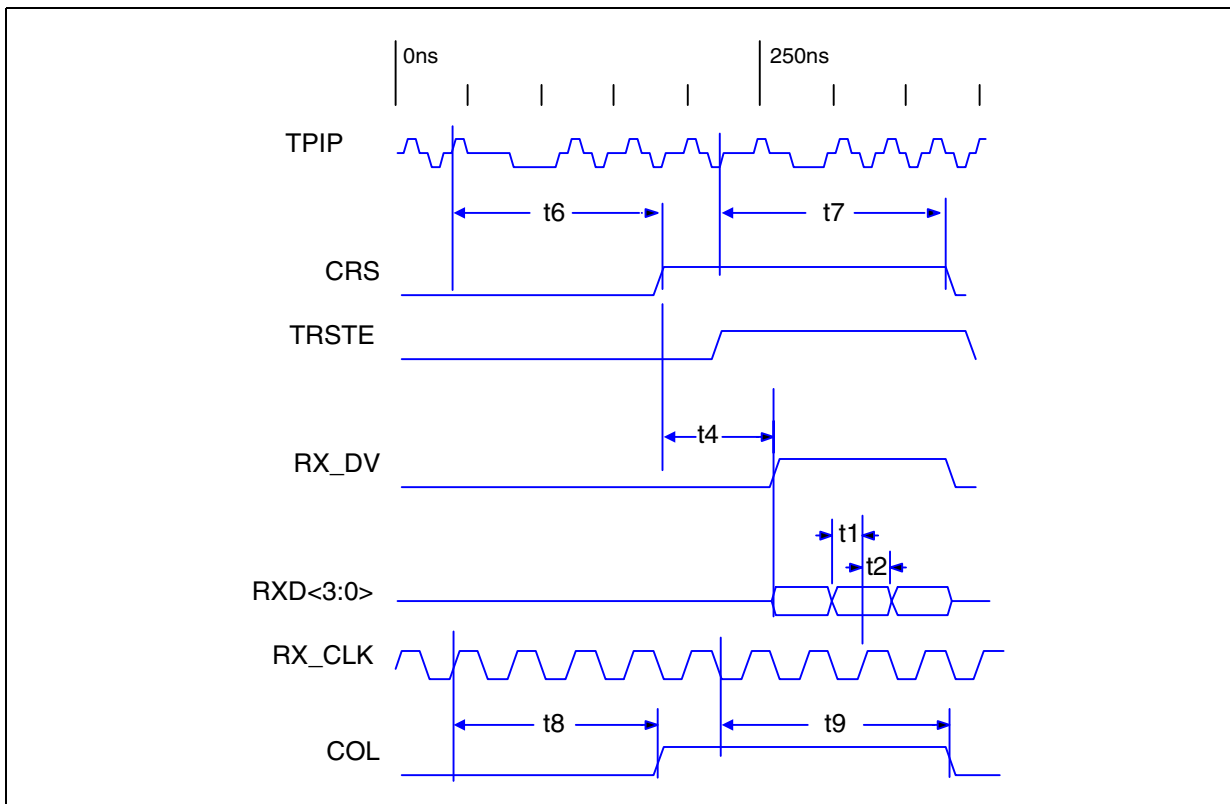 0ns 250ns
TPIP
t6 t7
CRS
TRSTE
t4
RX_DV
t1
t2
RXD<3:0>
RX_CLK
t8 t9
COL